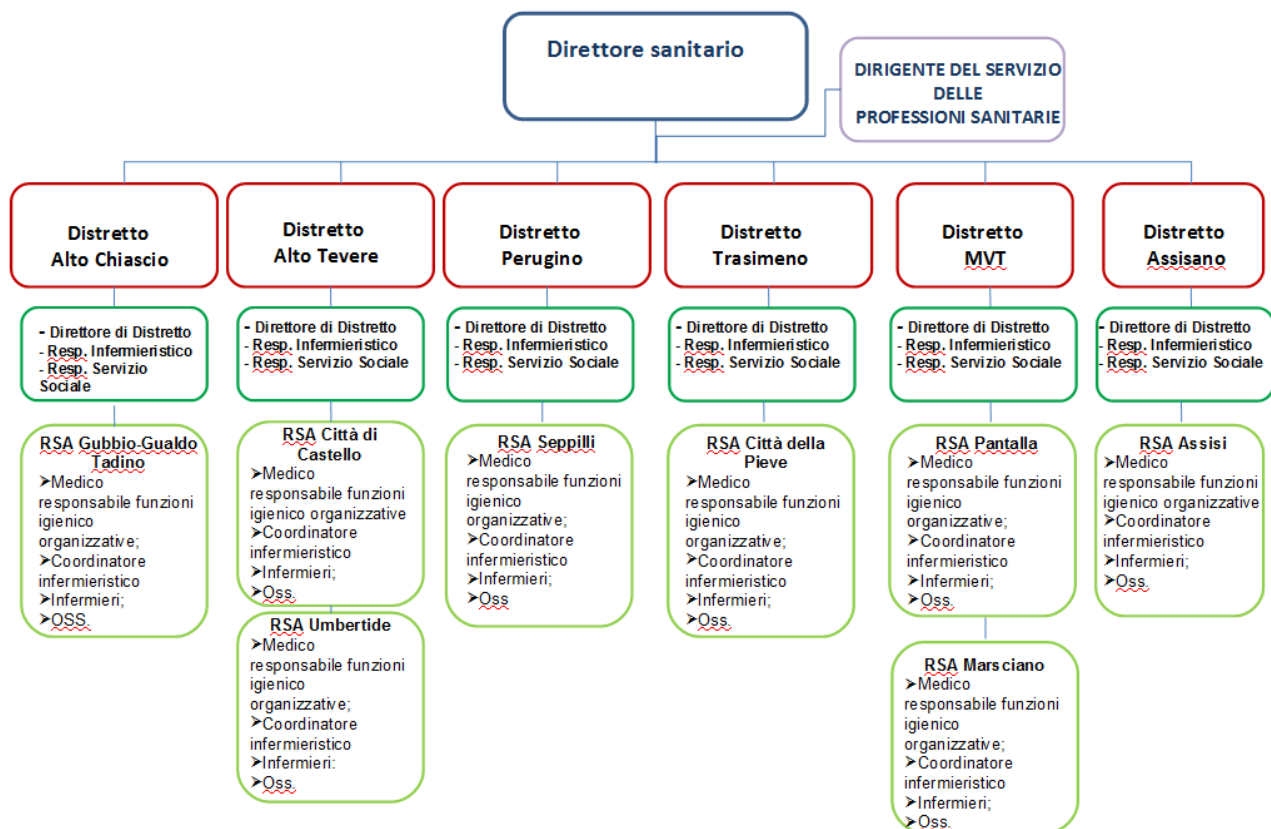 Direttore sanitario
DIRIGENTE DEL SERVIZIO
DELLE
PROFESSIONI SANITARIE
Distretto
Alto Chiascio
Distretto
Alto Tevere
Distretto
Perugino
Distretto
Trasimeno
Distretto
MVT
Distretto
Assisano
- Direttore di Distretto
- Resp. Infermieristico
- Resp. Servizio
Sociale
- Direttore di Distretto
- Resp. Infermieristico
- Resp. Servizio Sociale
- Direttore di Distretto
- Resp. Infermieristico
- Resp. Servizio Sociale
- Direttore di Distretto
- Resp. Infermieristico
- Resp. Servizio Sociale
- Direttore di Distretto
- Resp. Infermieristico
- Resp. Servizio Sociale
- Direttore di Distretto
- Resp. Infermieristico
- Resp. Servizio Sociale
RSA Gubbio-Gualdo
Tadino
➢Medico
responsabile funzioni
igienico
organizzative;
➢Coordinatore
infermieristico
➢Infermieri;
➢OSS.
RSA Città di
Castello
➢Medico
responsabile funzioni
igienico organizzative
➢Coordinatore
infermieristico
➢Infermieri;
➢Oss.
RSA Seppilli
➢Medico
responsabile funzioni
igienico
organizzative;
➢Coordinatore
infermieristico
➢Infermieri;
➢Oss
RSA Città della
Pieve
➢Medico
responsabile funzioni
igienico
organizzative;
➢Coordinatore
infermieristico
➢Infermieri;
➢Oss.
RSA Pantalla
➢Medico
responsabile funzioni
igienico
organizzative;
➢Coordinatore
infermieristico
➢Infermieri;
➢Oss.
RSA Assisi
➢Medico
responsabile funzioni
igienico organizzative
➢Coordinatore
infermieristico
➢Infermieri;
➢Oss.
RSA Umbertide
➢Medico
responsabile funzioni
igienico
organizzative;
➢Coordinatore
infermieristico
➢Infermieri:
➢Oss.
RSA Marsciano
➢Medico
responsabile funzioni
igienico
organizzative;
➢Coordinatore
infermieristico
➢Infermieri;
➢Oss.